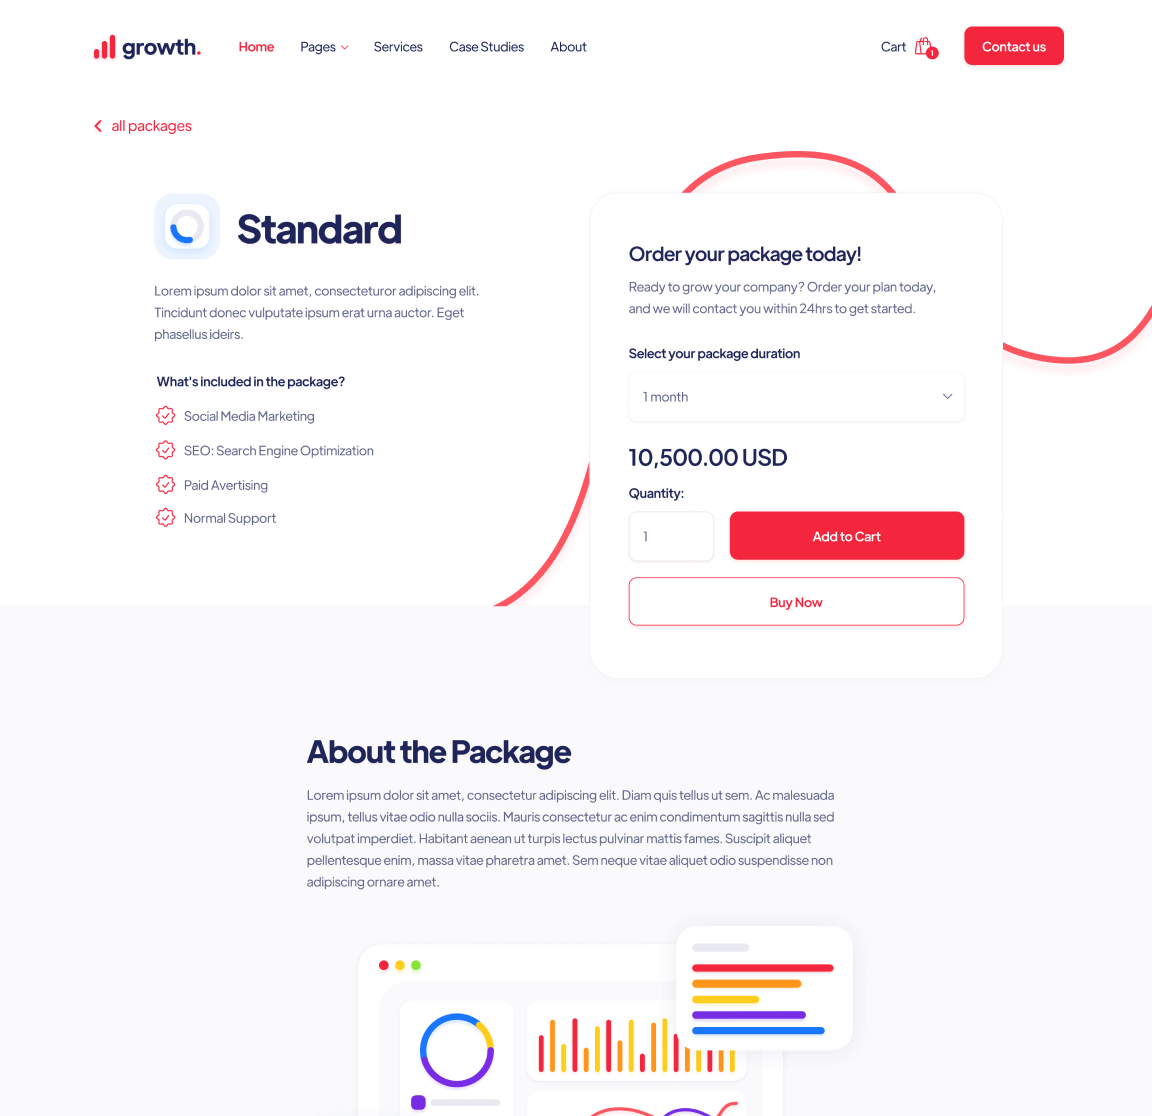 growth.
Home
Pages
Services
Case Studies
About
Cart
1
Contact us
all packages
Standard
Lorem ipsum dolor sit amet, consecteturor adipiscing elit.
Tincidunt donec vulputate ipsum erat urna auctor. Eget
phasellus ideirs.
What's included in the package?
Social Media Marketing
SEO: Search Engine Optimization
Paid Avertising
Normal Support
Order your package today!
Ready to grow your company? Order your plan today,
and we will contact you within 24hrs to get started.
Select your package duration
1 month
10,500.00 USD
Quantity:
1
Add to Cart
Buy Now
About the Package
Lorem ipsum dolor sit amet, consectetur adipiscing elit. Diam quis tellus ut sem. Ac malesuada
ipsum, tellus vitae odio nulla sociis. Mauris consectetur ac enim condimentum sagittis nulla sed
volutpat imperdiet. Habitant aenean ut turpis lectus pulvinar mattis fames. Suscipit aliquet
pellentesque enim, massa vitae pharetra amet. Sem neque vitae aliquet odio suspendisse non
adipiscing ornare amet.